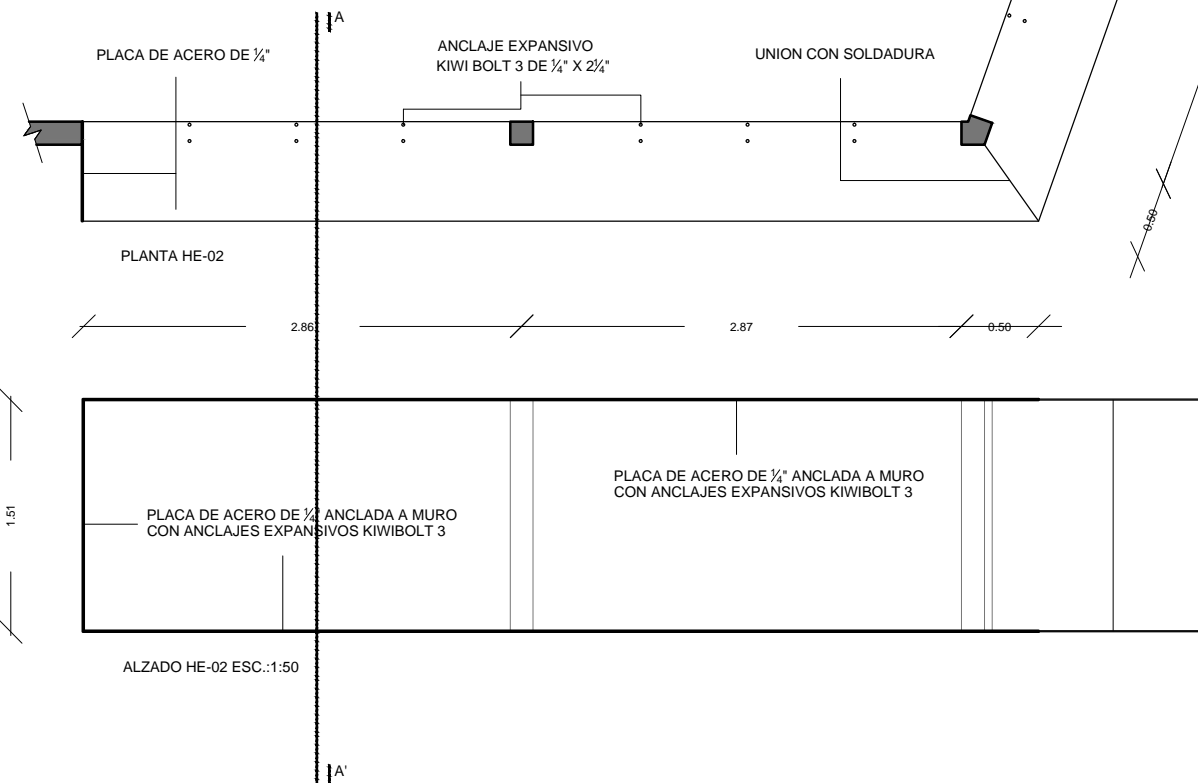 A
PLACA DE ACERO DE ¼"
ANCLAJE EXPANSIVO
KIWI BOLT 3 DE ¼" X 2¼"
UNION CON SOLDADURA
0.50
PLANTA HE-02
2.86
2.87
0.50
1.51
PLACA DE ACERO DE ¼" ANCLADA A MURO
CON ANCLAJES EXPANSIVOS KIWIBOLT 3
PLACA DE ACERO DE ¼" ANCLADA A MURO
CON ANCLAJES EXPANSIVOS KIWIBOLT 3
ALZADO HE-02 ESC.:1:50
A'